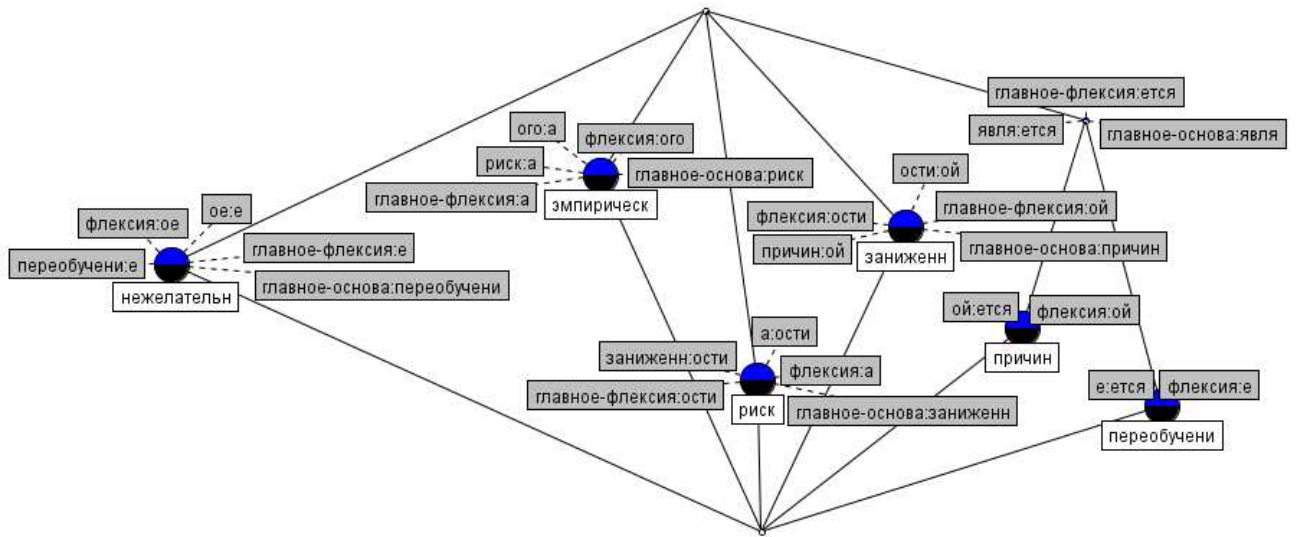 главное-флексия:ется
явля:ется
главное-основа:явля
ого:а
флексия:ого
риск:а
главное-основа:риск
главное-флексия:а
эмпирическ
ости:ой
флексия:ости
главное-флексия:ой
причин:ой
главное-основа:причин
заниженн
флексия:ое
ое:е
переобучени:е
главное-флексия:е
главное-основа:переобучени
нежелательн
ой:ется
флексия:ой
причин
а:ости
заниженн:ости
флексия:а
главное-флексия:ости
главное-основа:заниженн
риск
е:ется
флексия:е
переобучени